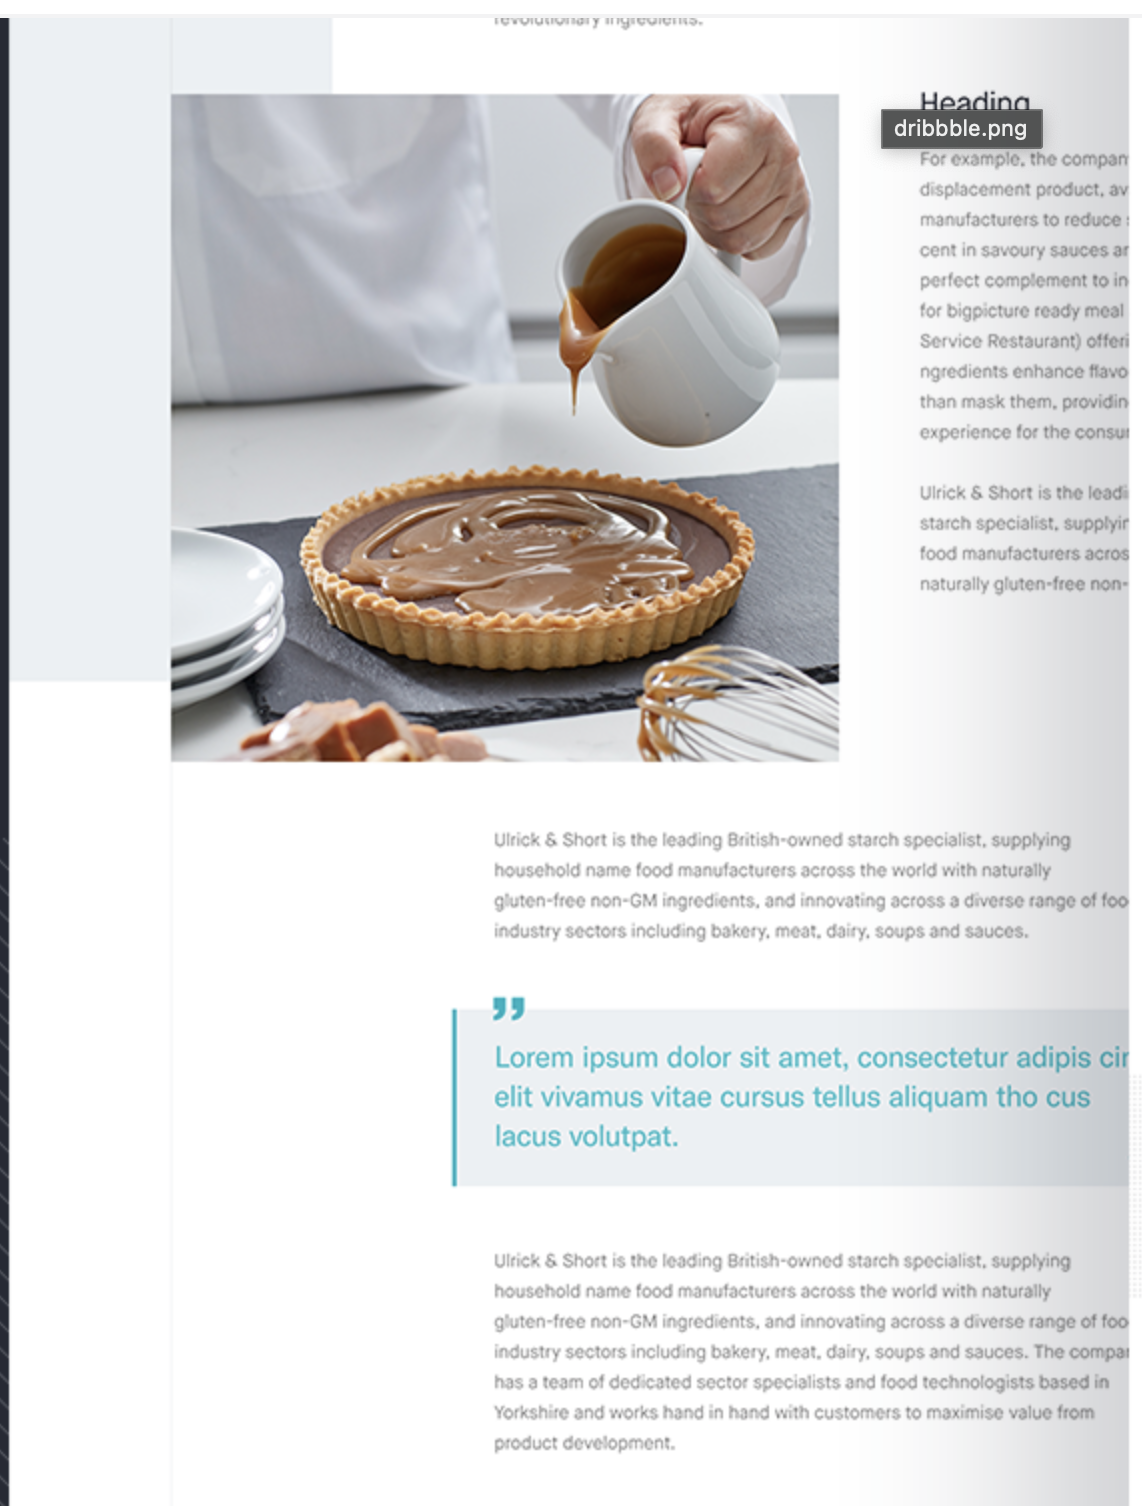 revolutionary ingredients.
Heading
dribbble.png
For example, the compan
displacement product, av
manufacturers to reduce
cent in savoury sauces ar
perfect complement to in
for bigpicture ready meal
Service Restaurant) offeri
ngredients enhance flavo
than mask them, providin
experience for the consu
Ulrick & Short is the leadi
starch specialist, supplyin
food manufacturers acros
naturally gluten-free non-
Ulrick & Short is the leading British-owned starch specialist, supplying
household name food manufacturers across the world with naturally
gluten-free non-GM ingredients, and innovating across a diverse range of foo
industry sectors including bakery, meat, dairy, soups and sauces.
”
Lorem ipsum dolor sit amet, consectetur adipis cin
elit vivamus vitae cursus tellus aliquam tho cus
lacus volutpat.
Ulrick & Short is the leading British-owned starch specialist, supplying
household name food manufacturers across the world with naturally
gluten-free non-GM ingredients, and innovating across a diverse range of foo
industry sectors including bakery, meat, dairy, soups and sauces. The compan
has a team of dedicated sector specialists and food technologists based in
Yorkshire and works hand in hand with customers to maximise value from
product development.